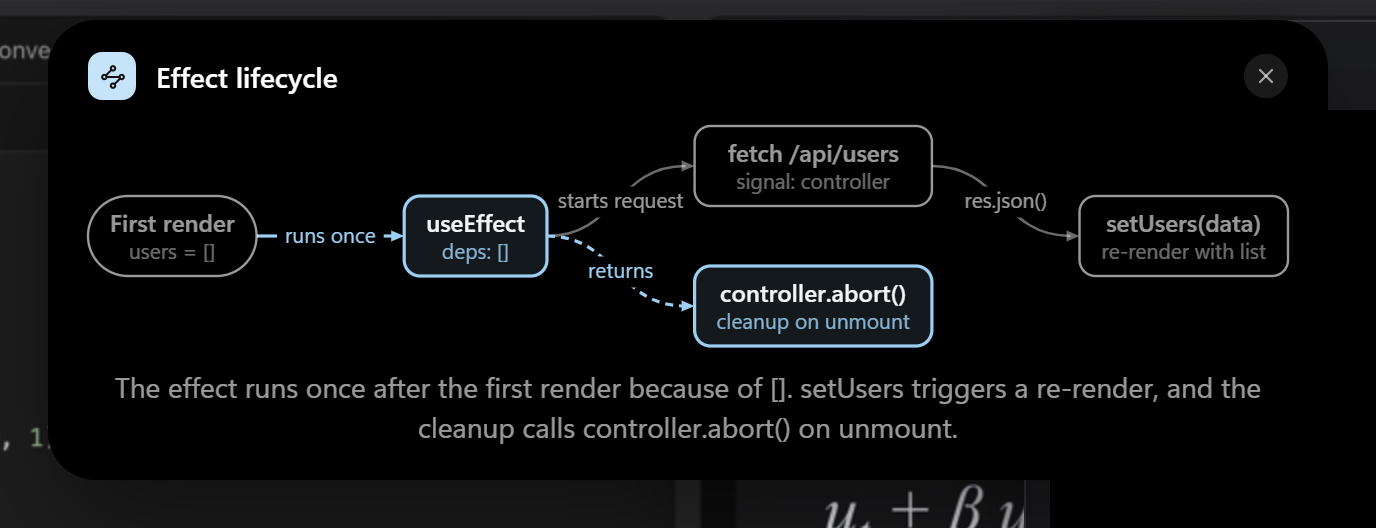 onve
Effect lifecycle
First render
users = []
runs once
useEffect
deps: []
starts request
fetch /api/users
signal: controller
res.json()
setUsers(data)
re-render with list
returns
controller.abort()
cleanup on unmount
The effect runs once after the first render because of []. setUsers triggers a re-render, and the
cleanup calls controller.abort() on unmount.
, 1
+ β